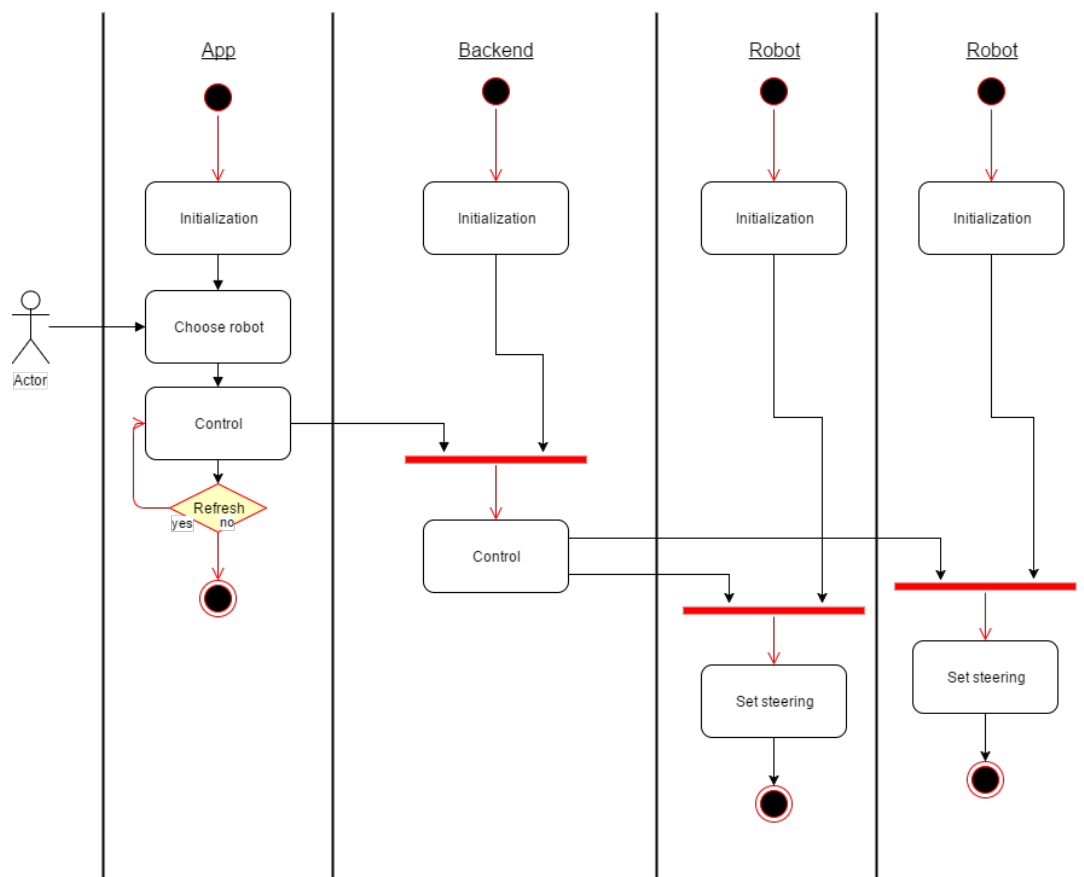 App
Backend
Robot
Robot
Initialization
Initialization
Initialization
Initialization
Choose robot
Actor
Control
Refresh
yes
no
Control
Set steering
Set steering